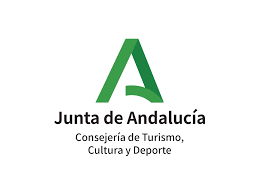 Junta de Andalucía
Consejería de Turismo,
Cultura y Deporte